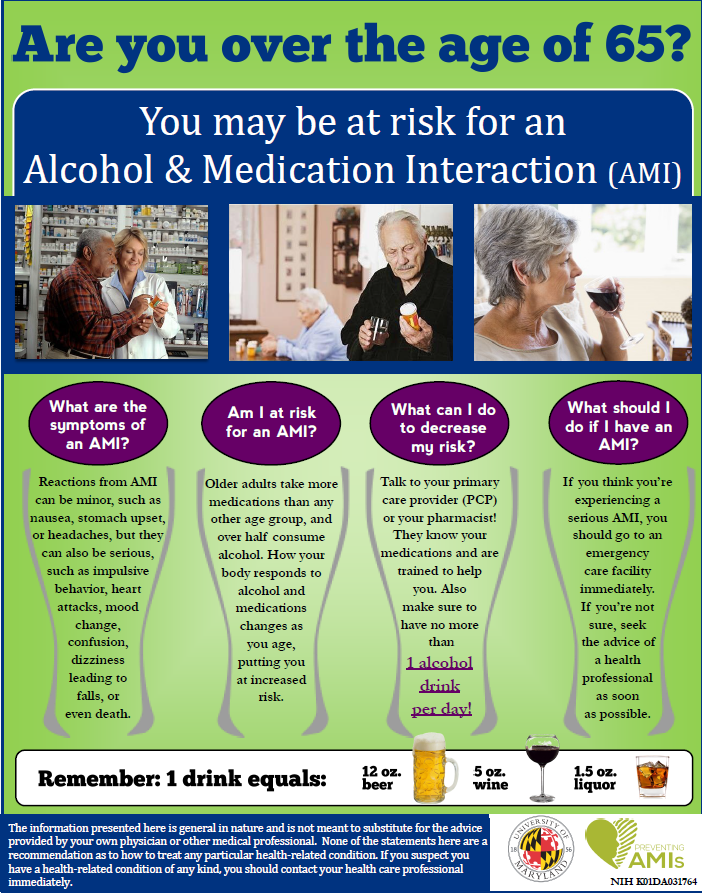 Are you over the age of 65?
You may be at risk for an
Alcohol & Medication Interaction (AMI)
What are the
symptoms of
an AMI?
Reactions from AMI
can be minor, such as
nausea, stomach upset,
or headaches, but they
can also be serious,
such as impulsive
behavior, heart
attacks, mood
change,
confusion,
dizziness
leading to
falls, or
even death.
Am I at risk
for an AMI?
Older adults take more
medications than any
other age group, and
over half consume
alcohol. How your
body responds to
alcohol and
medications
changes as
you age,
putting you
at increased
risk.
What can I do
to decrease
my risk?
Talk to your primary
care provider (PCP)
or your pharmacist!
They know your
medications and are
trained to help
you. Also
make sure to
have no more
than
1 alcohol
drink
per day!
What should I
do if I have an
AMI?
If you think you're
experiencing a
serious AMI, you
should go to an
emergency
care facility
immediately.
If you're not
sure, seek
the advice of
a health
professional
as soon
as possible.
Remember: 1 drink equals:
12 oz.
beer
5 oz.
wine
1.5 oz.
liquor
The information presented here is general in nature and is not meant to substitute for the advice
provided by your own physician or other medical professional. None of the statements here are a
recommendation as to how to treat any particular health-related condition. If you suspect you
have a health-related condition of any kind, you should contact your health care professional
immediately.
UNIVERSITY OF
18 56
MARYLAND
PREVENTING
AMIs
NIH K01DA031764